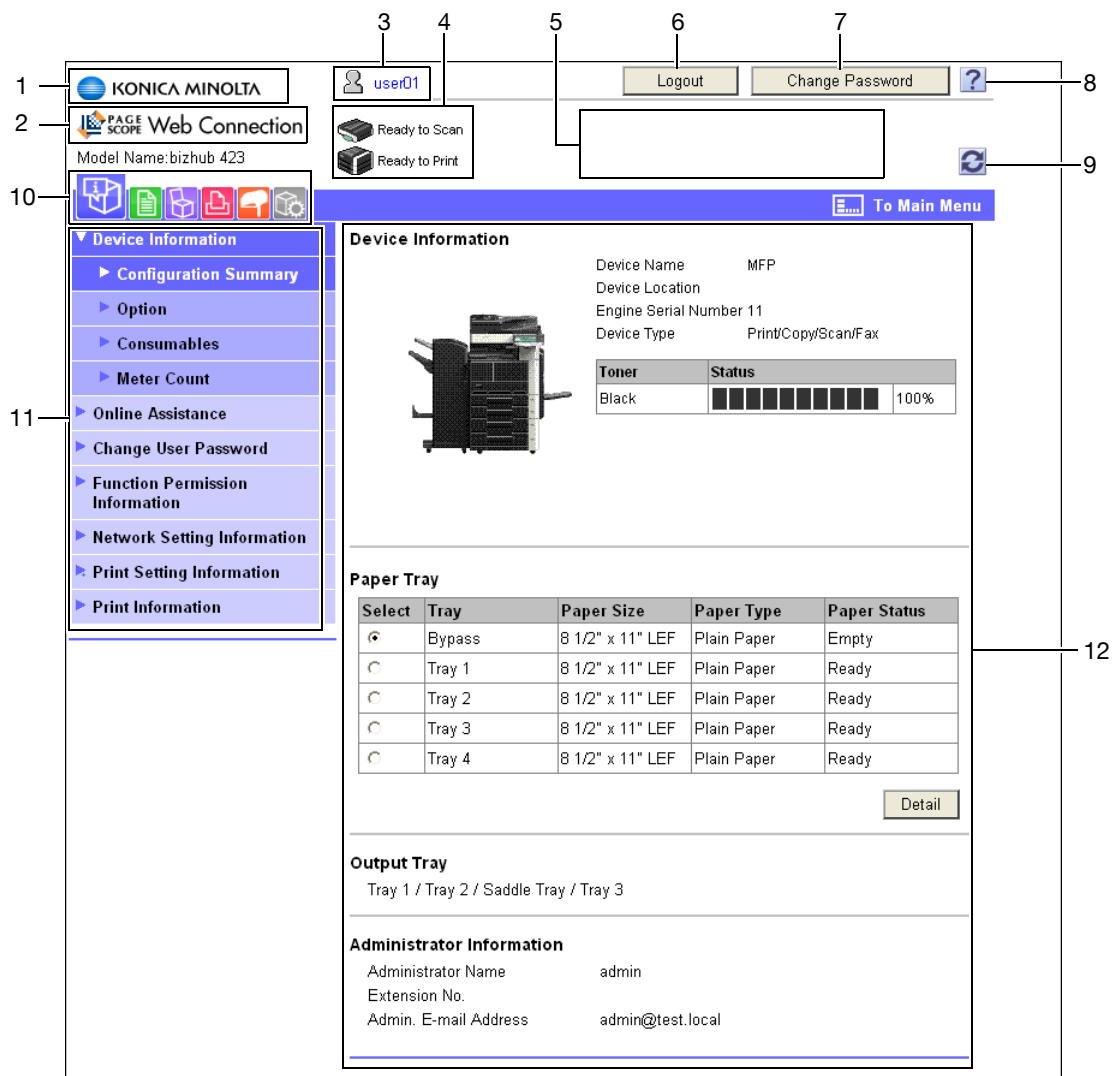 3 4 5 6 7
1 KONICA MINOLTA user01 Logout Change Password ? 8
2 PAGE SCOPE Web Connection Ready to Scan
Model Name:bizhub 423 Ready to Print 9
10 To Main Menu
11
Device Information
Configuration Summary
Option
Consumables
Meter Count
Online Assistance
Change User Password
Function Permission
Information
Network Setting Information
Print Setting Information
Print Information
12
Device Information
Device Name MFP
Device Location
Engine Serial Number 11
Device Type Print/Copy/Scan/Fax
Toner Status
Black 100%
Paper Tray
Select Tray Paper Size Paper Type Paper Status
Bypass 8 1/2" x 11" LEF Plain Paper Empty
Tray 1 8 1/2" x 11" LEF Plain Paper Ready
Tray 2 8 1/2" x 11" LEF Plain Paper Ready
Tray 3 8 1/2" x 11" LEF Plain Paper Ready
Tray 4 8 1/2" x 11" LEF Plain Paper Ready
Detail
Output Tray
Tray 1 / Tray 2 / Saddle Tray / Tray 3
Administrator Information
Administrator Name admin
Extension No.
Admin. E-mail Address admin@test.local